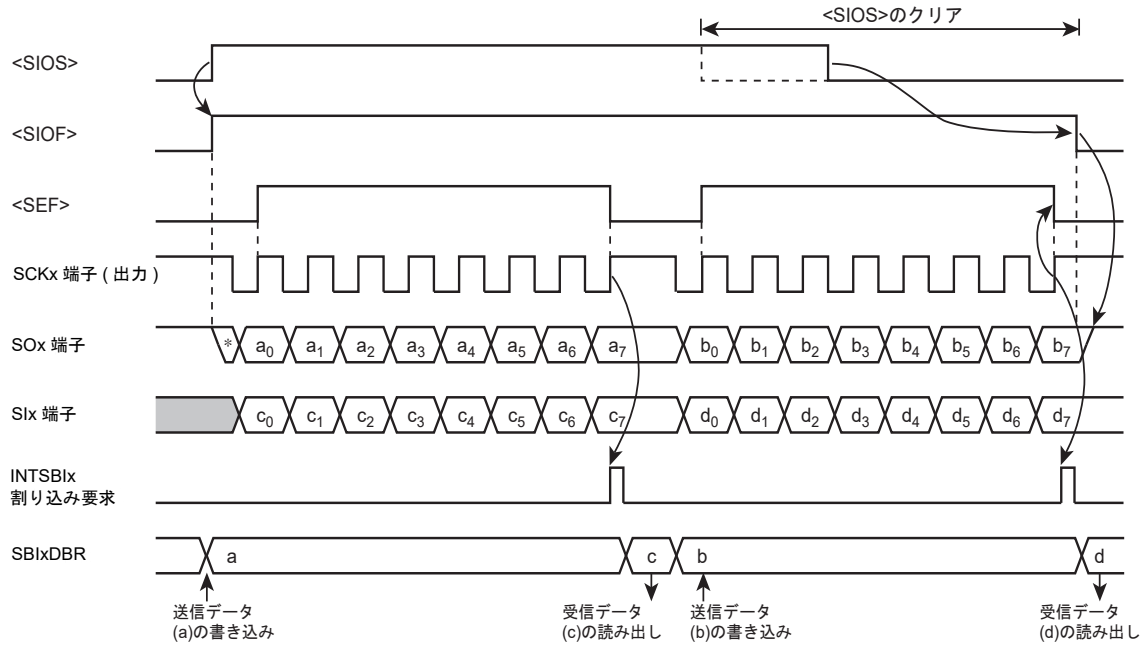 <SIOS>のクリア
<SIOS>
<SIOF>
<SEF>
SCKx 端子 ( 出力 )
SOx 端子
* a0 a1 a2 a3 a4 a5 a6 a7 b0 b1 b2 b3 b4 b5 b6 b7
SIx 端子
c0 c1 c2 c3 c4 c5 c6 c7 d0 d1 d2 d3 d4 d5 d6 d7
INTSBIx
割り込み要求
SBIxDBR
a c b d
送信データ
(a)の書き込み
受信データ
(c)の読み出し
送信データ
(b)の書き込み
受信データ
(d)の読み出し